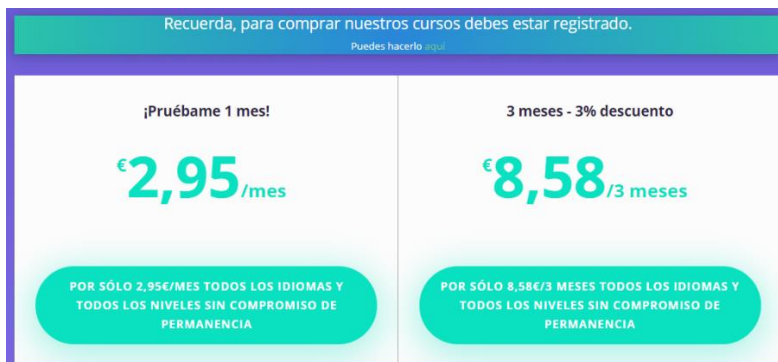 Recuerda, para comprar nuestros cursos debes estar registrado.
Puedes hacerlo aquí
¡Pruébame 1 mes!
€2,95/mes
POR SÓLO 2,95€/MES TODOS LOS IDIOMAS Y
TODOS LOS NIVELES SIN COMPROMISO DE
PERMANENCIA
3 meses - 3% descuento
€8,58/3 meses
POR SÓLO 8,58€/3 MESES TODOS LOS IDIOMAS Y
TODOS LOS NIVELES SIN COMPROMISO DE
PERMANENCIA